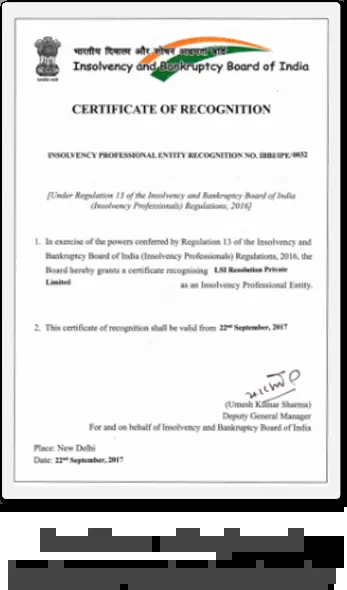 भारतीय दिवाला और शोधन अक्षमता बोर्ड
Insolvency and Bankruptcy Board of India
CERTIFICATE OF RECOGNITION
INSOLVENCY PROFESSIONAL ENTITY RECOGNITION NO. IBBI/IPE/0032
[Under Regulation 13 of the Insolvency and Bankruptcy Board of India
(Insolvency Professionals) Regulations, 2016]
1. In exercise of the powers conferred by Regulation 13 of the Insolvency and
Bankruptcy Board of India (Insolvency Professionals) Regulations, 2016, the
Board hereby grants a certificate recognising LSI Resolution Private
Limited as an Insolvency Professional Entity.
2. This certificate of recognition shall be valid from 22nd September, 2017
(Umesh Kumar Sharma)
Deputy General Manager
For and on behalf of Insolvency and Bankruptcy Board of India
Place: New Delhi
Date: 22nd September, 2017